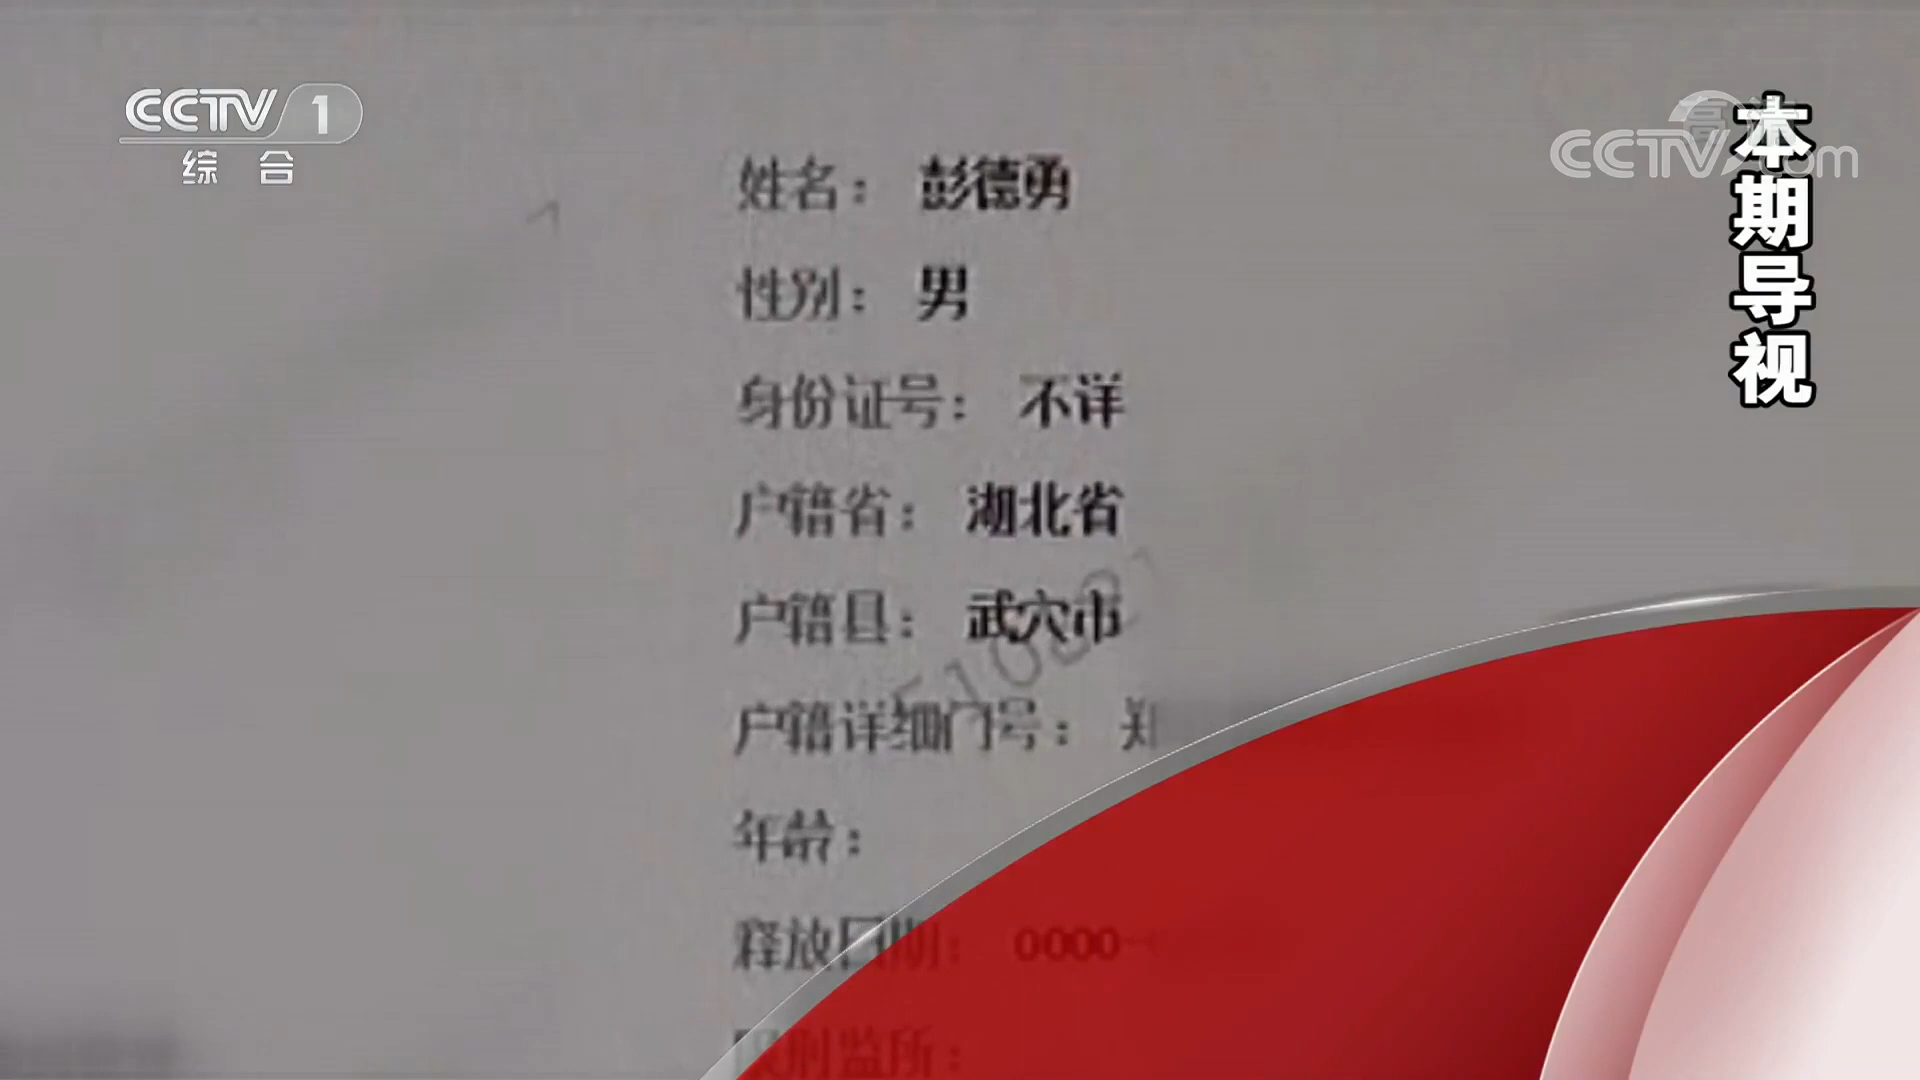 CCTV 1
综合
CCTV.com
本期导视
姓名： 彭德勇
性别： 男
身份证号： 不详
户籍省： 湖北省
户籍县： 武穴市
户籍详细门号： 郑
年龄：
释放日期： 0000-
服刑监所：